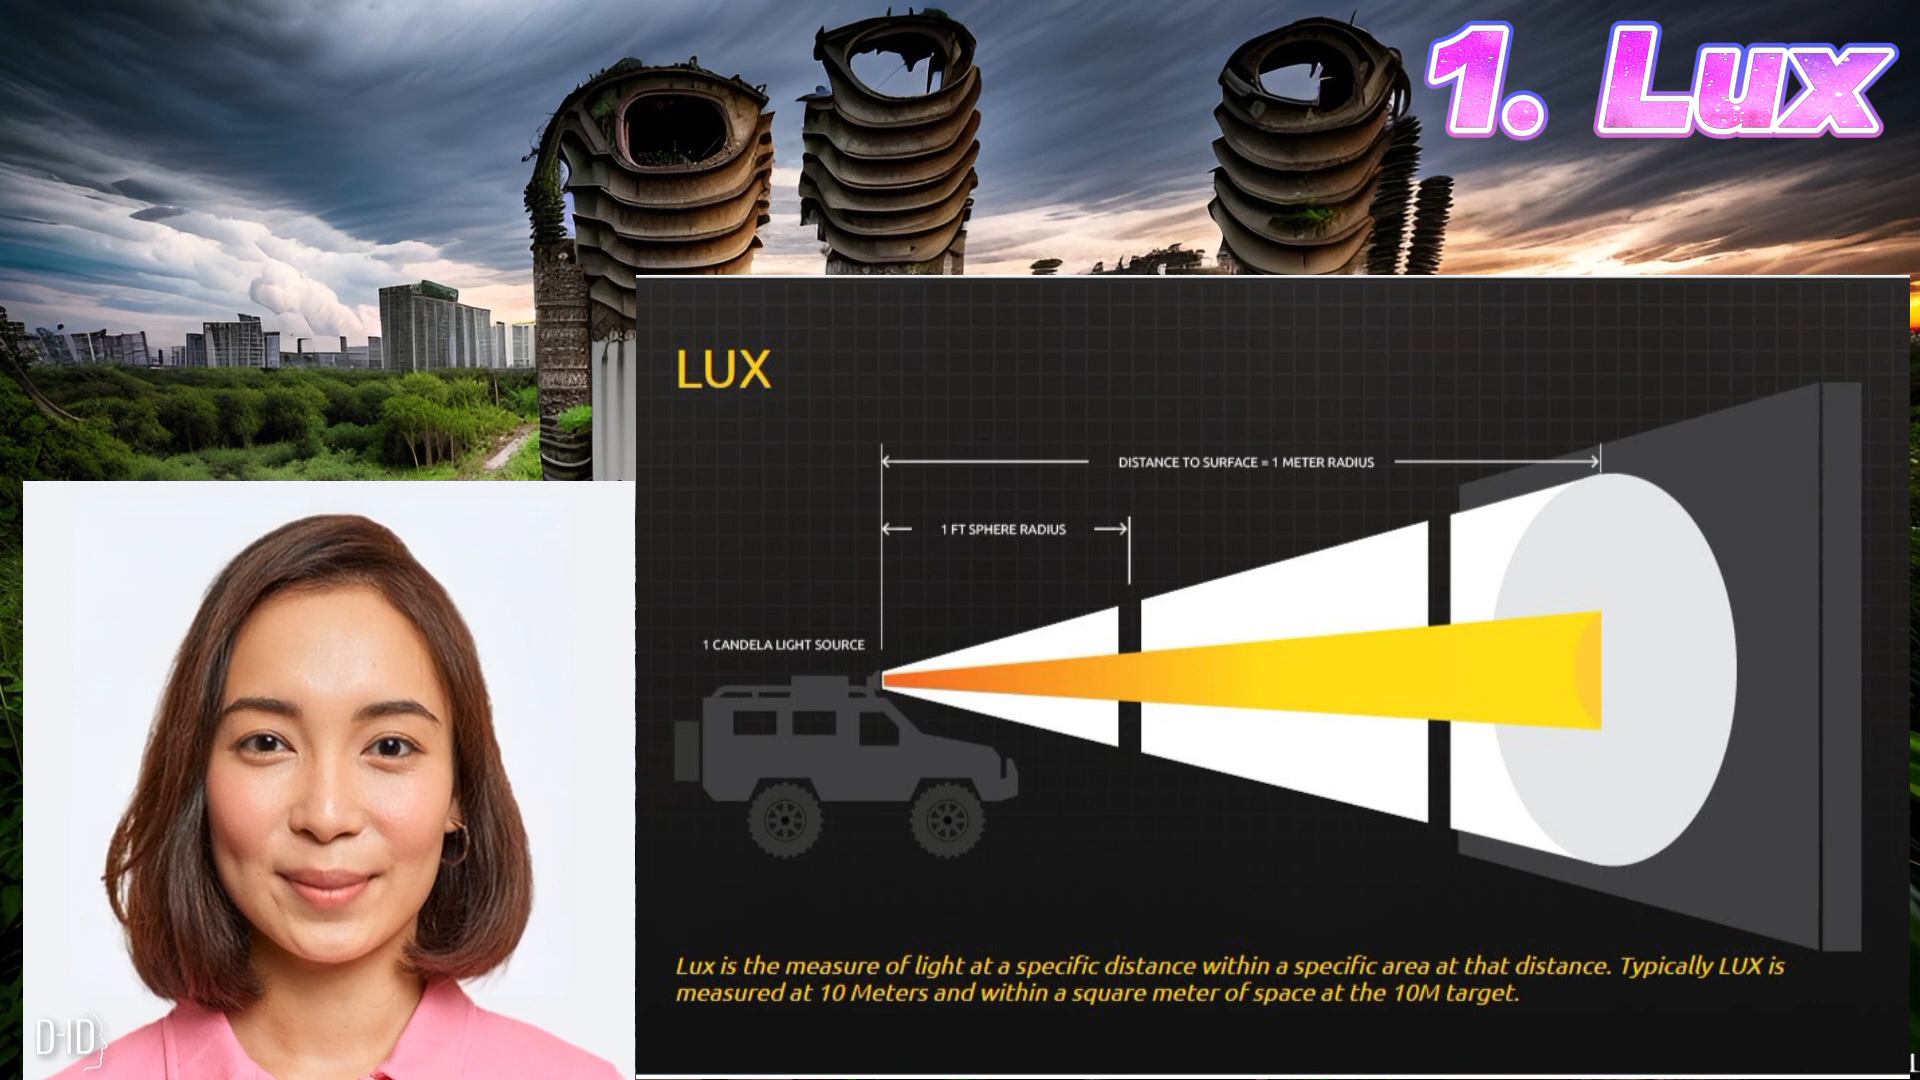 1. Lux
LUX
DISTANCE TO SURFACE = 1 METER RADIUS
1 FT SPHERE RADIUS
1 CANDELA LIGHT SOURCE
Lux is the measure of light at a specific distance within a specific area at that distance. Typically LUX is
measured at 10 Meters and within a square meter of space at the 10M target.
D-ID